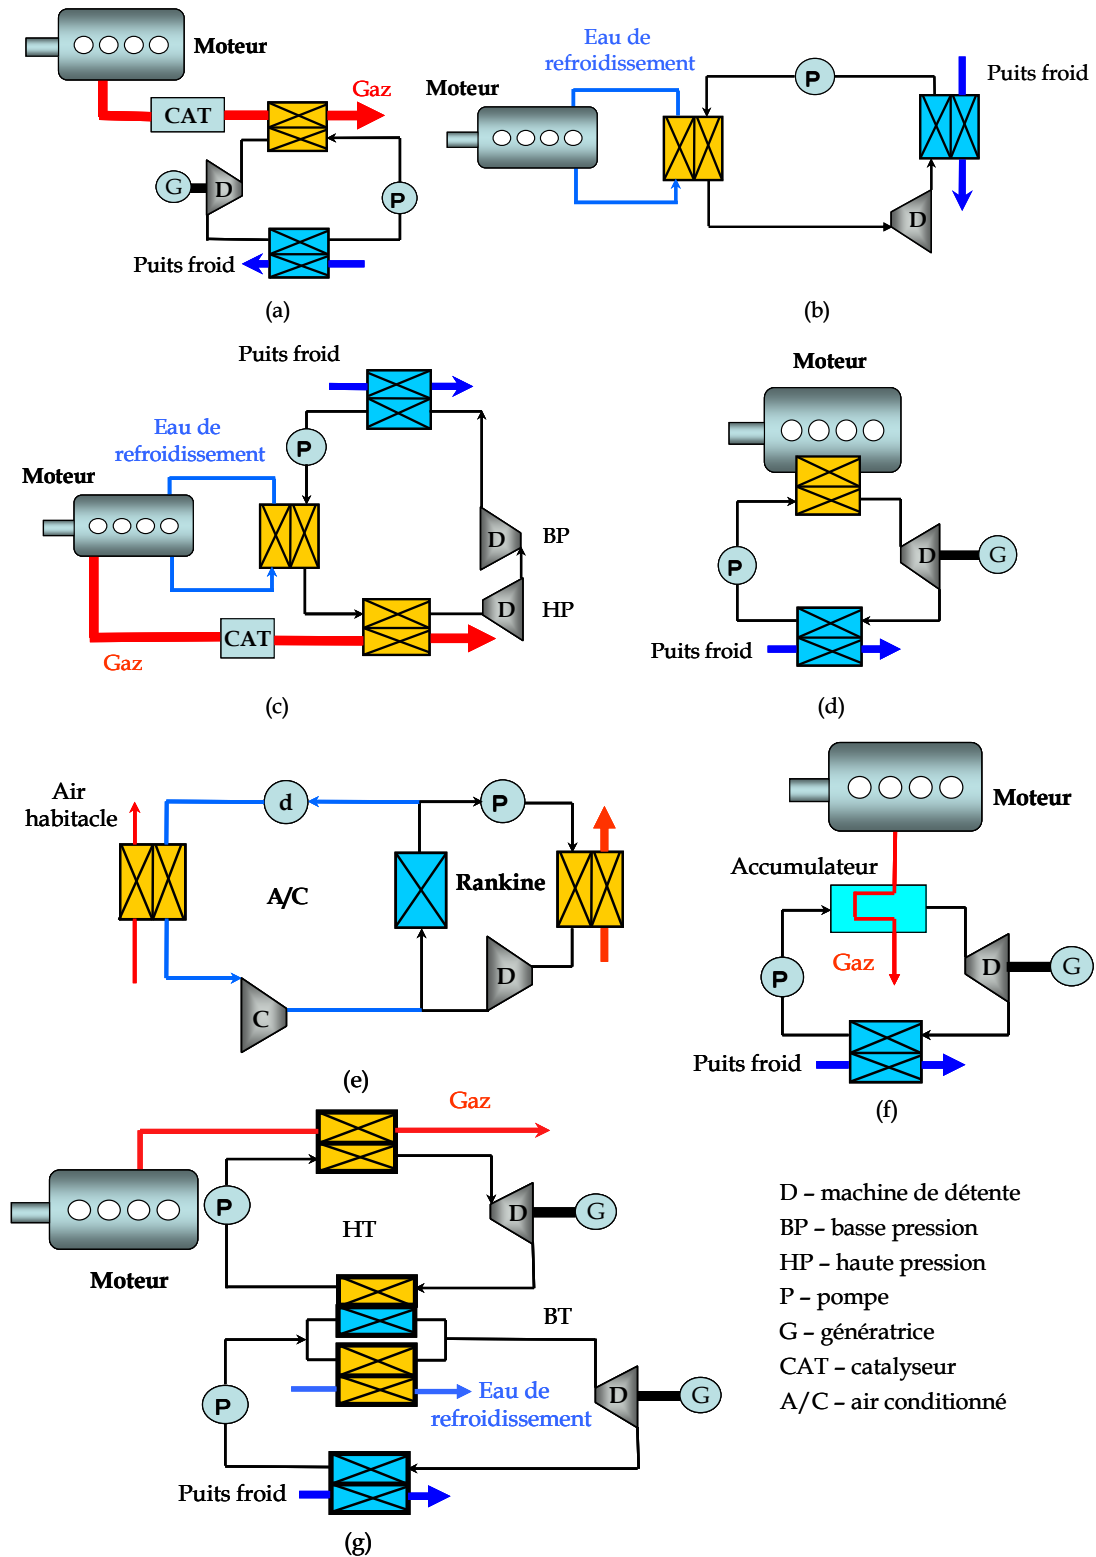 Moteur
Gaz
CAT
G
D
P
Puits froid
(a)
Eau de
refroidissement
Moteur
P
Puits froid
D
(b)
Puits froid
Eau de
refroidissement
P
Moteur
D
BP
D
HP
CAT
Gaz
(c)
Moteur
D
G
P
Puits froid
(d)
Air
habitacle
d
P
A/C
Rankine
D
C
(e)
Moteur
Accumulateur
Gaz
P
D
G
Puits froid
(f)
Gaz
P
D
G
HT
Moteur
BT
P
D
G
Eau de
refroidissement
Puits froid
(g)
D – machine de détente
BP – basse pression
HP – haute pression
P – pompe
G – génératrice
CAT – catalyseur
A/C – air conditionné